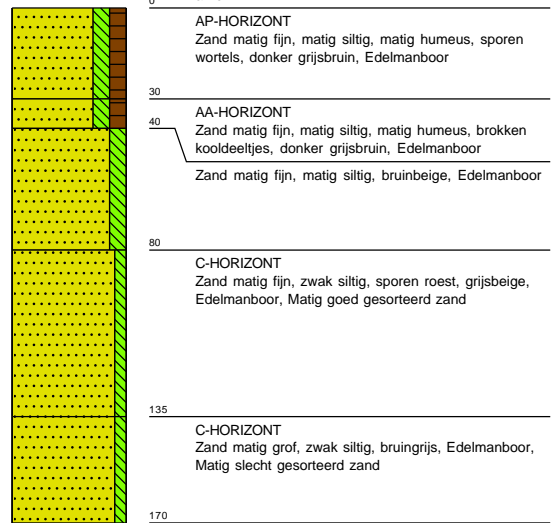 0
AP-HORIZONT
Zand matig fijn, matig siltig, matig humeus, sporen
wortels, donker grijsbruin, Edelmanboor
30
AA-HORIZONT
Zand matig fijn, matig siltig, matig humeus, brokken
kooldeeltjes, donker grijsbruin, Edelmanboor
40
Zand matig fijn, matig siltig, bruinbeige, Edelmanboor
80
C-HORIZONT
Zand matig fijn, zwak siltig, sporen roest, grijsbeige,
Edelmanboor, Matig goed gesorteerd zand
135
C-HORIZONT
Zand matig grof, zwak siltig, bruingrijs, Edelmanboor,
Matig slecht gesorteerd zand
170